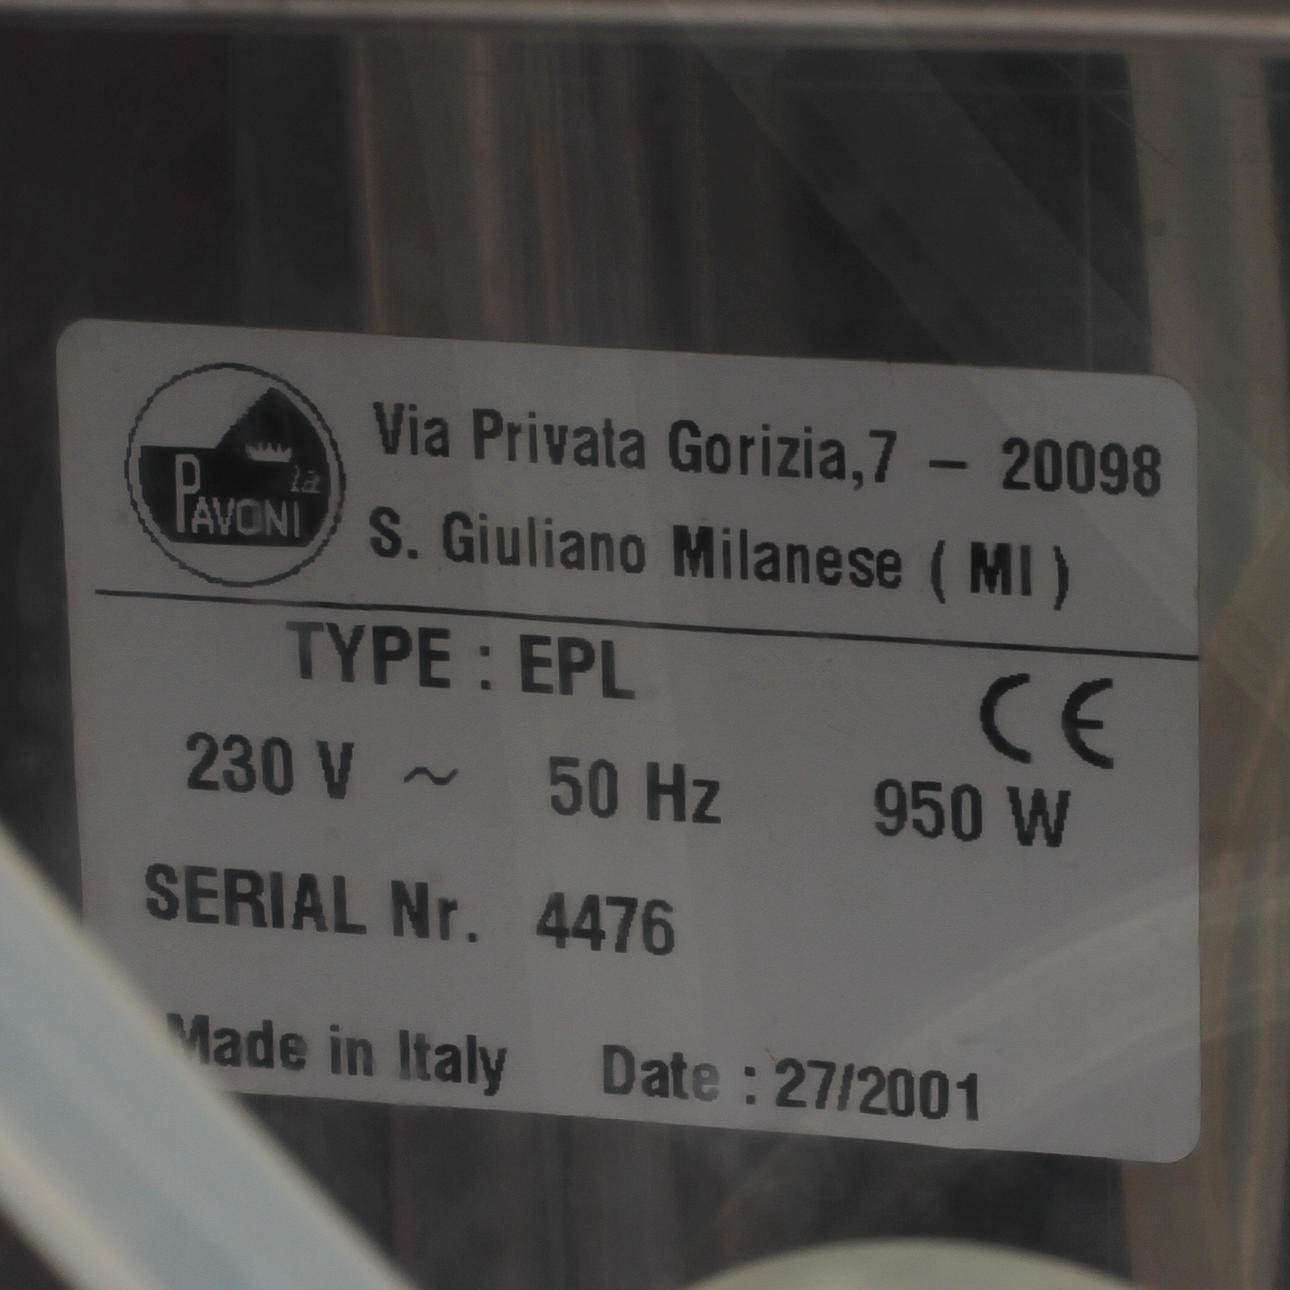 la
PAVONI
Via Privata Gorizia,7 – 20098
S. Giuliano Milanese ( MI )
TYPE : EPL
CE
230 V ~ 50 Hz 950 W
SERIAL Nr. 4476
Made in Italy Date : 27/2001